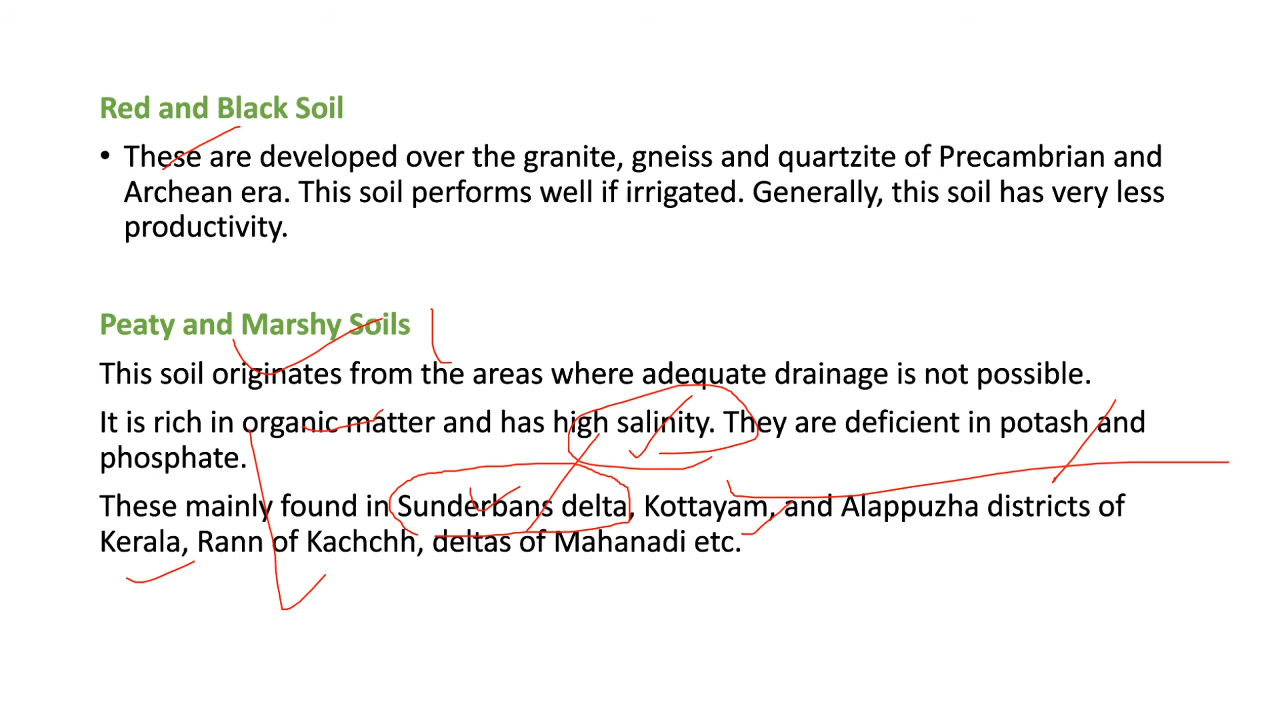 Red and Black Soil
• These are developed over the granite, gneiss and quartzite of Precambrian and
Archean era. This soil performs well if irrigated. Generally, this soil has very less
productivity.
Peaty and Marshy Soils
This soil originates from the areas where adequate drainage is not possible.
It is rich in organic matter and has high salinity. They are deficient in potash and
phosphate.
These mainly found in Sunderbans delta, Kottayam, and Alappuzha districts of
Kerala, Rann of Kachchh, deltas of Mahanadi etc.